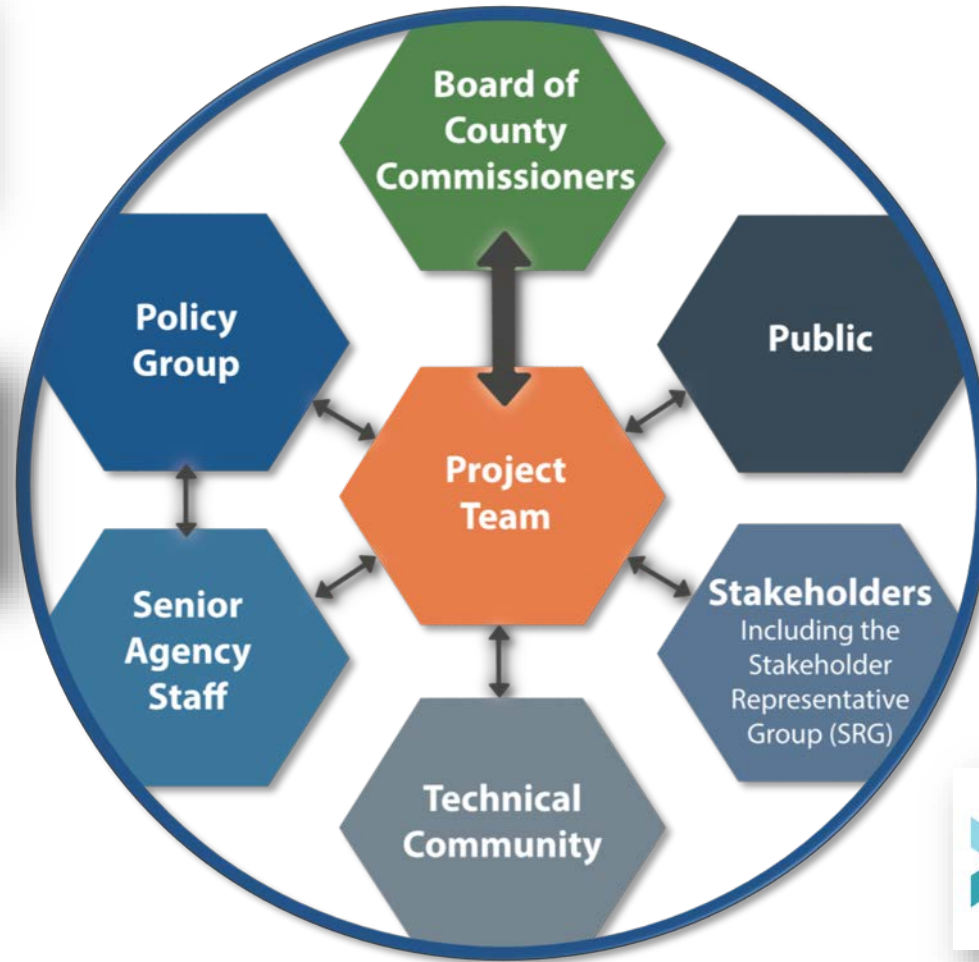 Board of
County
Commissioners
Policy
Group
Public
Project
Team
Senior
Agency
Staff
Stakeholders
Including the
Stakeholder
Representative
Group (SRG)
Technical
Community